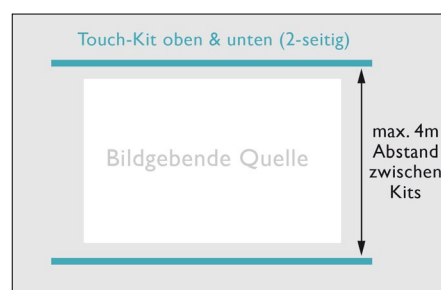 Touch-Kit oben & unten (2-seitig)
Bildgebende Quelle
max. 4m
Abstand
zwischen
Kits